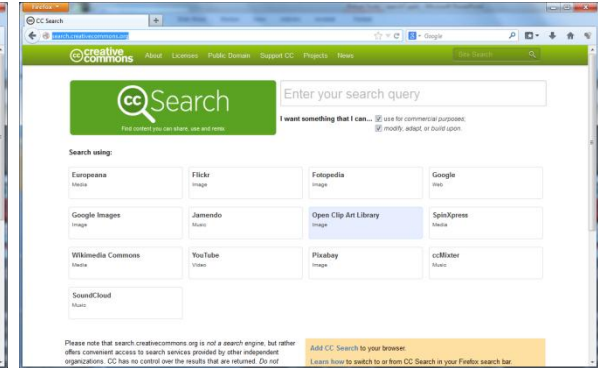 Firefox
CC Search
search.creativecommons.org
Google
creative commons
About Licenses Public Domain Support CC Projects News
Site Search
cc Search
Find content you can share, use and remix.
Enter your search query
I want something that I can... use for commercial purposes;
modify, adapt, or build upon.
Search using:
Europeana Flickr Fotopedia Google
Media Image Image Web
Google Images Jamendo Open Clip Art Library SpinXpress
Image Music Image Media
Wikimedia Commons YouTube Pixabay ccMixter
Media Video Image Music
SoundCloud
Music
Please note that search.creativecommons.org is not a search engine, but rather
offers convenient access to search services provided by other independent
organizations. CC has no control over the results that are returned. Do not
Add CC Search to your browser.
Learn how to switch to or from CC Search in your Firefox search bar.